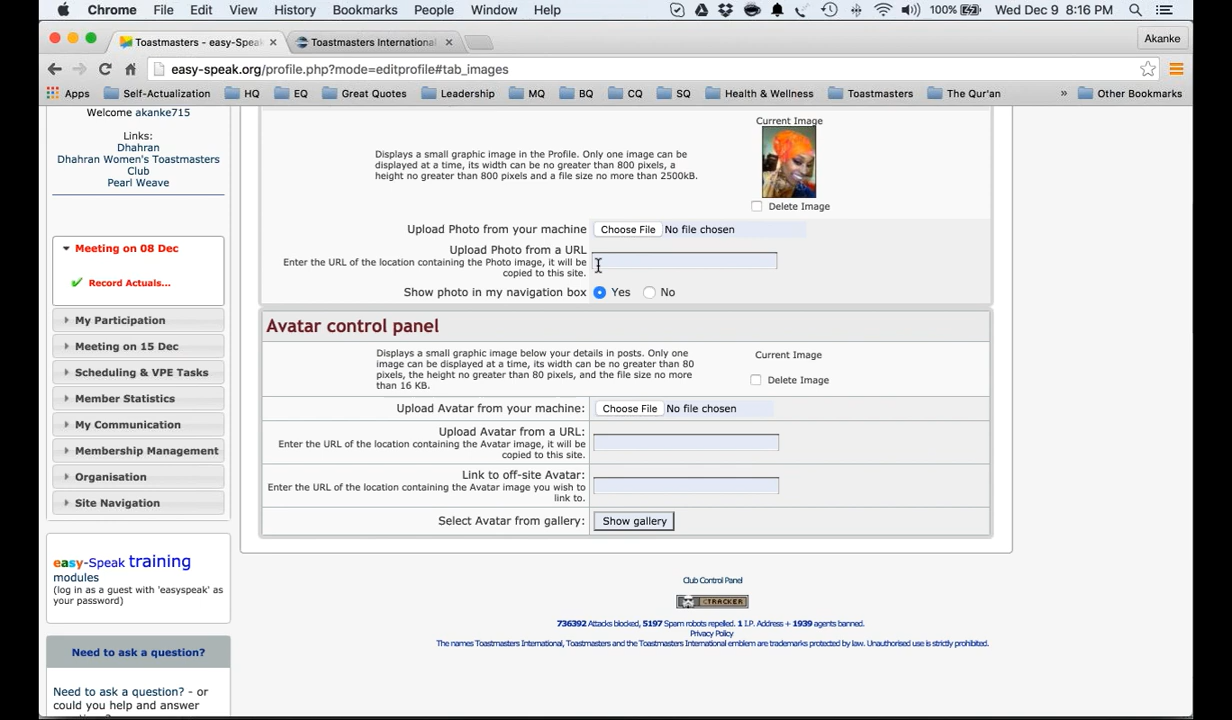 Chrome File Edit View History Bookmarks People Window Help 100% Wed Dec 9 8:16 PM
Toastmasters - easy-Speak Toastmasters International Akanke
easy-speak.org/profile.php?mode=editprofile#tab_images
Apps Self-Actualization HQ EQ Great Quotes Leadership MQ BQ CQ SQ Health & Wellness Toastmasters The Qur'an » Other Bookmarks
Welcome akanke715
Links:
Dhahran
Dhahran Women's Toastmasters
Club
Pearl Weave
Meeting on 08 Dec
Record Actuals...
My Participation
Meeting on 15 Dec
Scheduling & VPE Tasks
Member Statistics
My Communication
Membership Management
Organisation
Site Navigation
easy-Speak training
modules
(log in as a guest with 'easyspeak' as
your password)
Need to ask a question?
Need to ask a question? - or
could you help and answer
Current Image
Displays a small graphic image in the Profile. Only one image can be
displayed at a time, its width can be no greater than 800 pixels, a
height no greater than 800 pixels and a file size no more than 2500kB.
Delete Image
Upload Photo from your machine Choose File No file chosen
Upload Photo from a URL
Enter the URL of the location containing the Photo image, it will be
copied to this site.
Show photo in my navigation box Yes No
Avatar control panel
Displays a small graphic image below your details in posts. Only one
image can be displayed at a time, its width can be no greater than 80
pixels, the height no greater than 80 pixels, and the file size no more
than 16 KB.
Current Image
Delete Image
Upload Avatar from your machine: Choose File No file chosen
Upload Avatar from a URL:
Enter the URL of the location containing the Avatar image, it will be
copied to this site.
Link to off-site Avatar:
Enter the URL of the location containing the Avatar image you wish to
link to.
Select Avatar from gallery: Show gallery
Club Control Panel
CTRACKER
736392 Attacks blocked, 5197 Spam robots repelled. 1 I.P. Address + 1939 agents banned.
Privacy Policy
The names Toastmasters International, Toastmasters and the Toastmasters International emblem are trademarks protected by law. Unauthorised use is strictly prohibited.